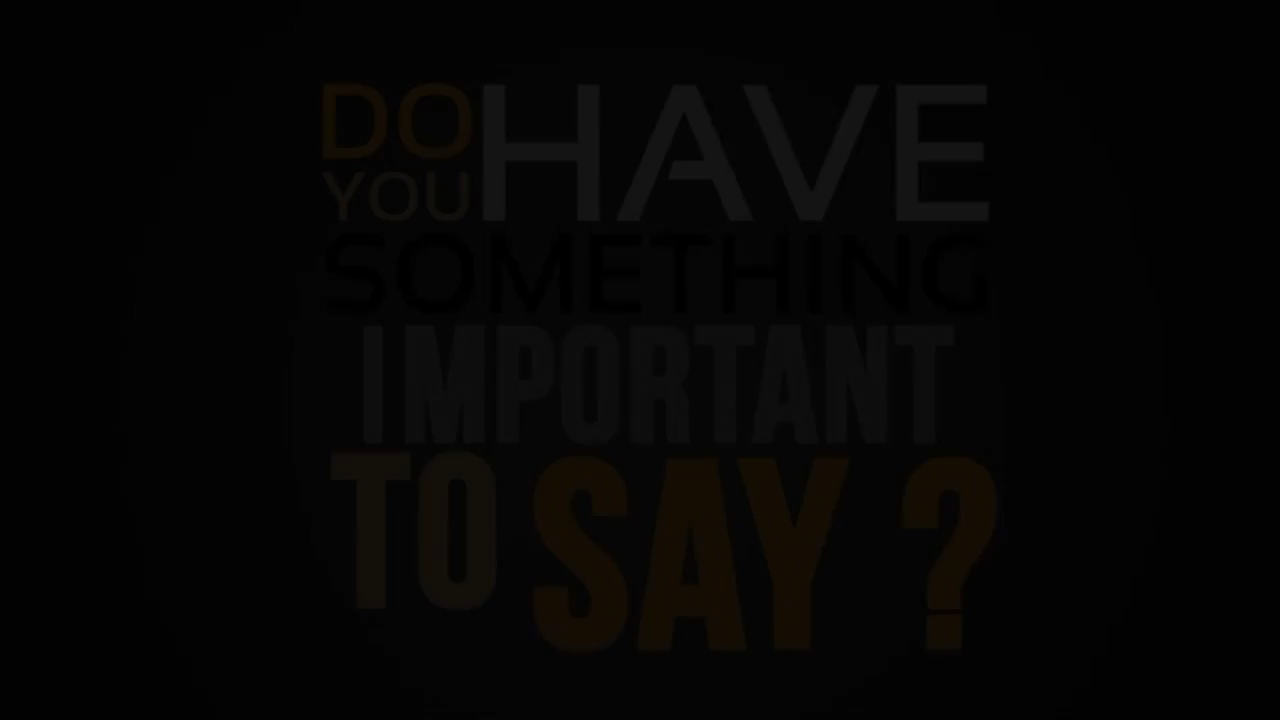 DO
YOU HAVE
SOMETHING
IMPORTANT
TO SAY ?